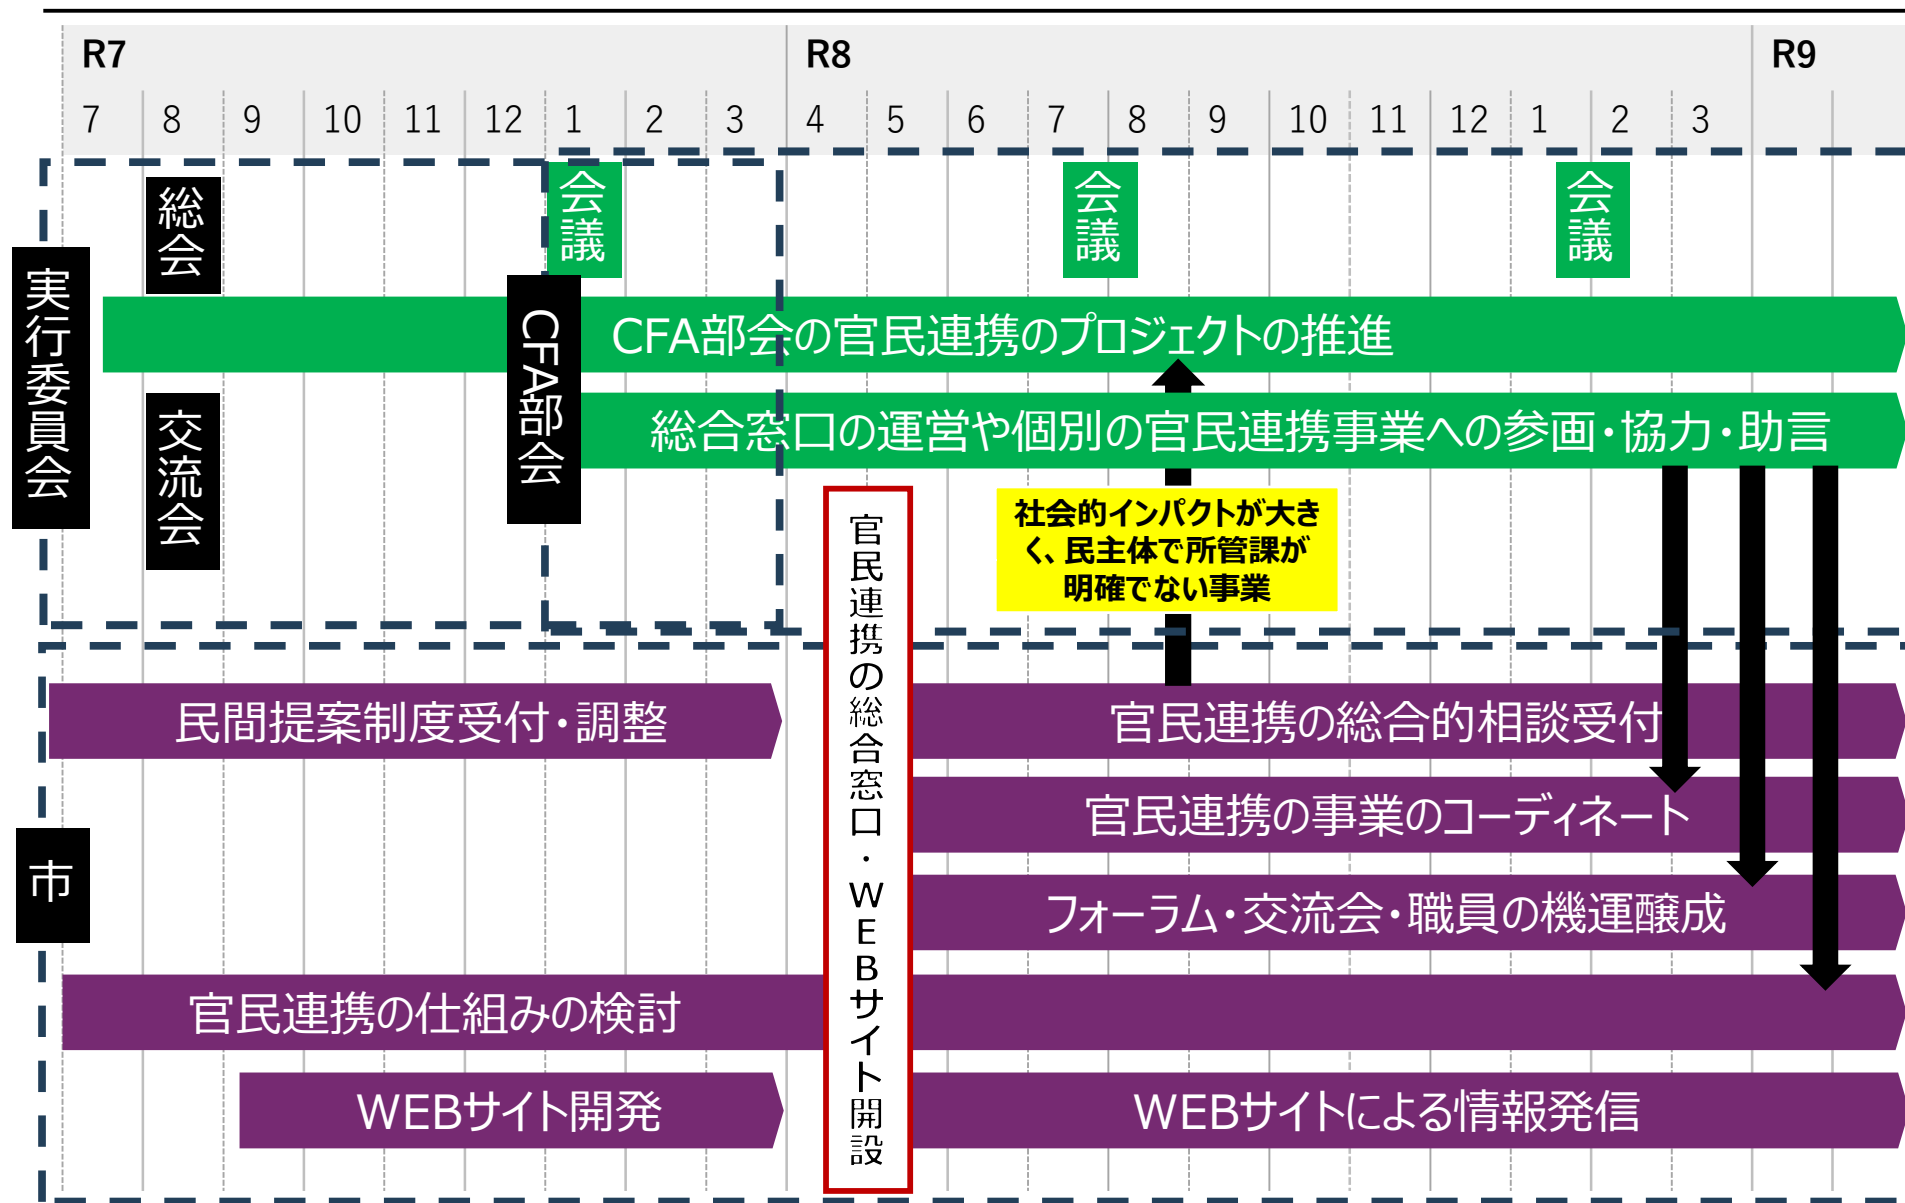 R7 R8 R9
7 8 9 10 11 12 1 2 3 4 5 6 7 8 9 10 11 12 1 2 3
実行委員会
総会
交流会
CFA部会
会議
会議
会議
CFA部会の官民連携のプロジェクトの推進
総合窓口の運営や個別の官民連携事業への参画・協力・助言
社会的インパクトが大き
く、民主体で所管課が
明確でない事業
官民連携の総合窓口・WEBサイト開設
市
民間提案制度受付・調整
官民連携の総合的相談受付
官民連携の事業のコーディネート
フォーラム・交流会・職員の機運醸成
官民連携の仕組みの検討
WEBサイト開発
WEBサイトによる情報発信